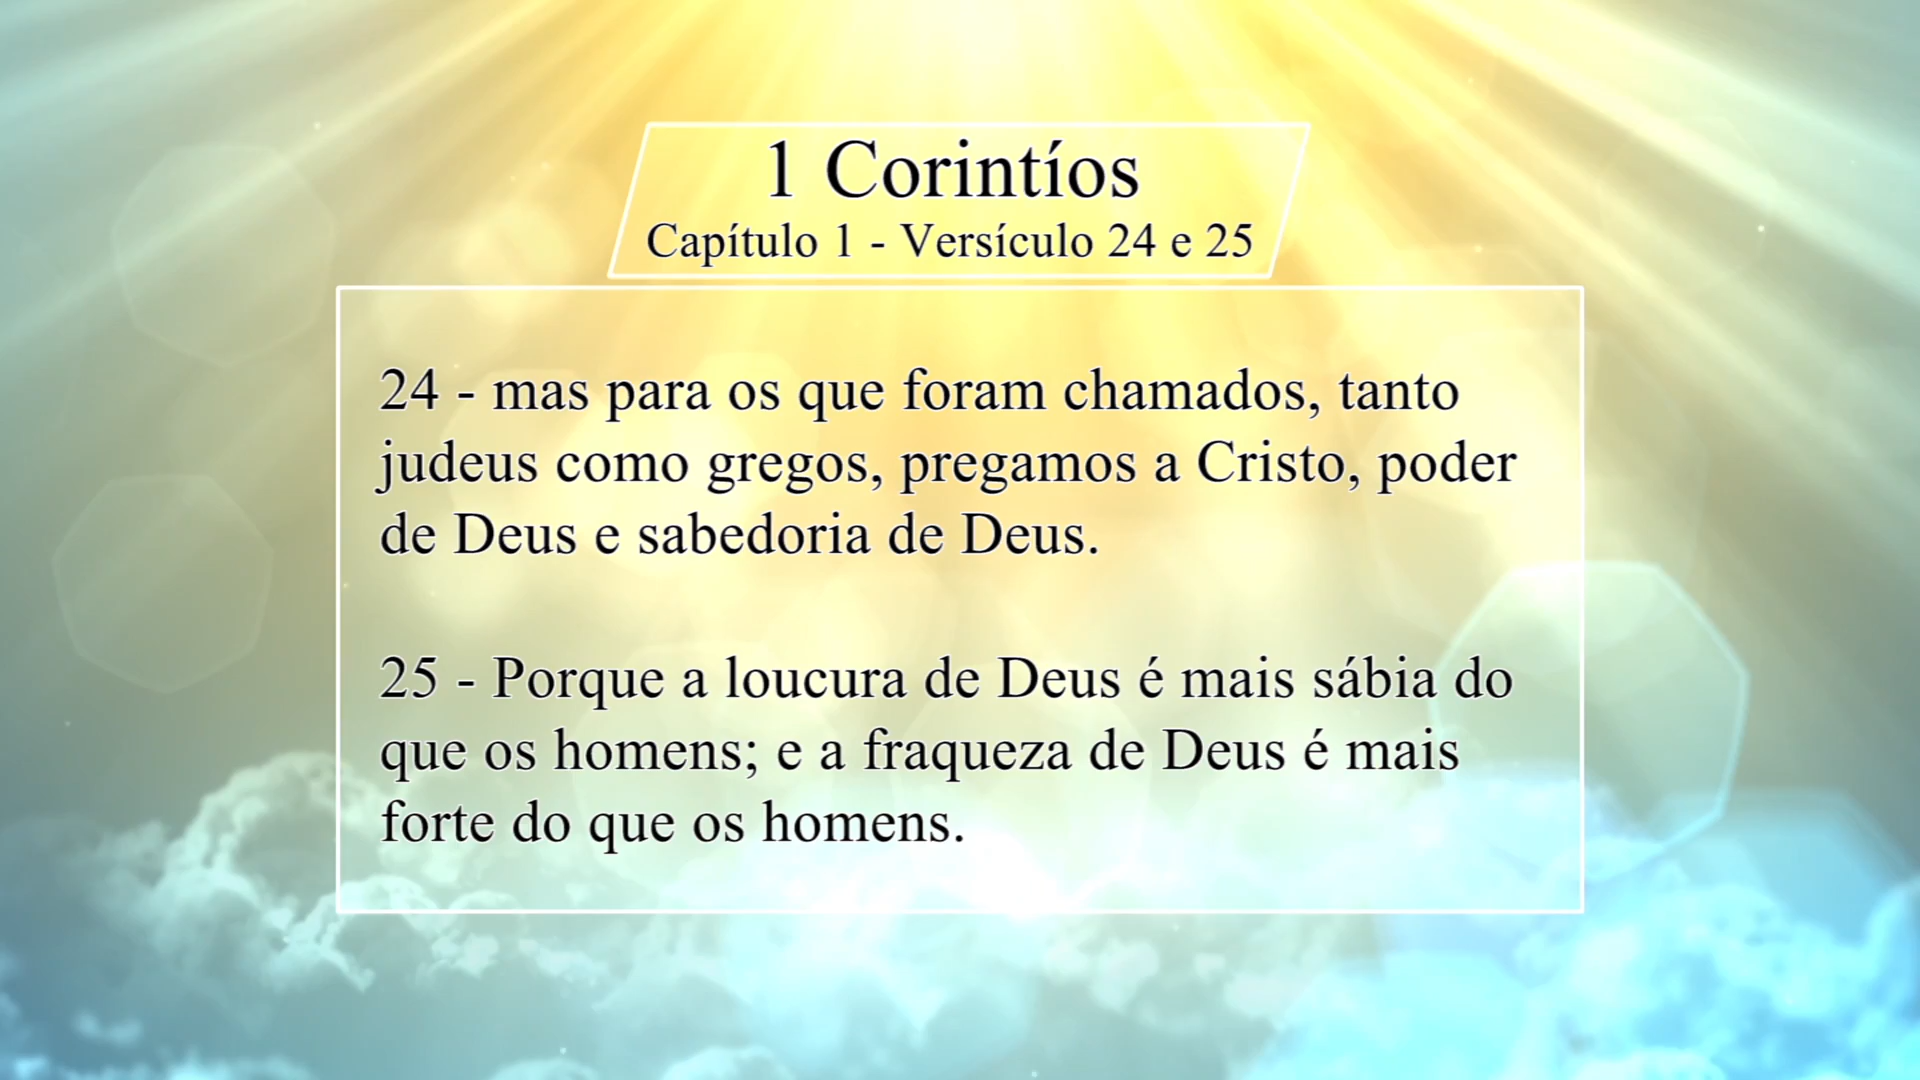 1 Corintíos
Capítulo 1 - Versículo 24 e 25
24 - mas para os que foram chamados, tanto
judeus como gregos, pregamos a Cristo, poder
de Deus e sabedoria de Deus.
25 - Porque a loucura de Deus é mais sábia do
que os homens; e a fraqueza de Deus é mais
forte do que os homens.